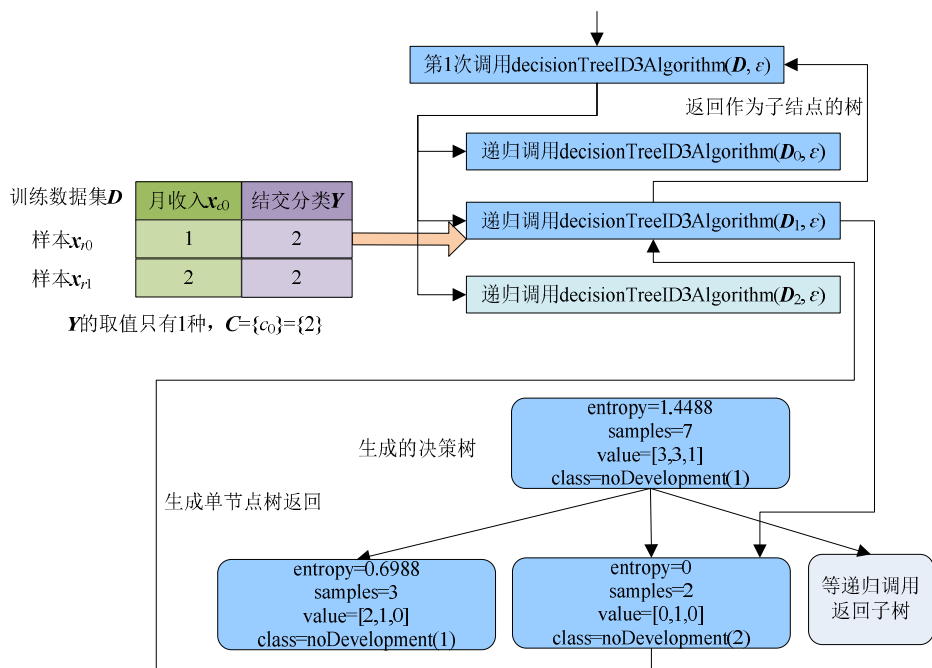 第1次调用decisionTreeID3Algorithm(D, ε)
返回作为子结点的树
递归调用decisionTreeID3Algorithm(D0, ε)
训练数据集D
月收入xc0
结交分类Y
递归调用decisionTreeID3Algorithm(D1, ε)
样本xr0
1
2
样本xr1
2
2
递归调用decisionTreeID3Algorithm(D2, ε)
Y的取值只有1种，C={c0}={2}
生成的决策树
entropy=1.4488
samples=7
value=[3,3,1]
class=noDevelopment(1)
生成单节点树返回
entropy=0.6988
samples=3
value=[2,1,0]
class=noDevelopment(1)
entropy=0
samples=2
value=[0,1,0]
class=noDevelopment(2)
等递归调用
返回子树